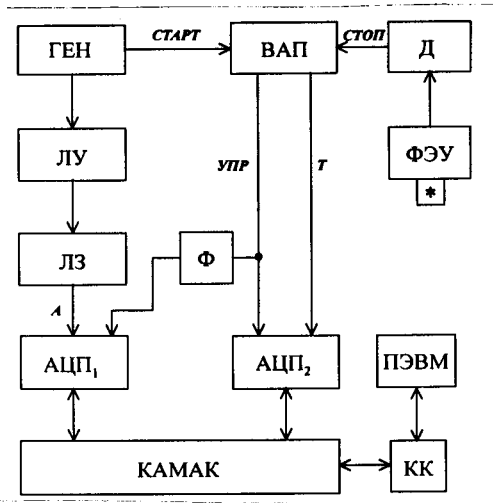 ГЕН СТАРТ ВАП СТОП Д
ЛУ УПР Т ФЭУ
*
ЛЗ Ф
А
АЦП₁ АЦП₂ ПЭВМ
КАМАК КК